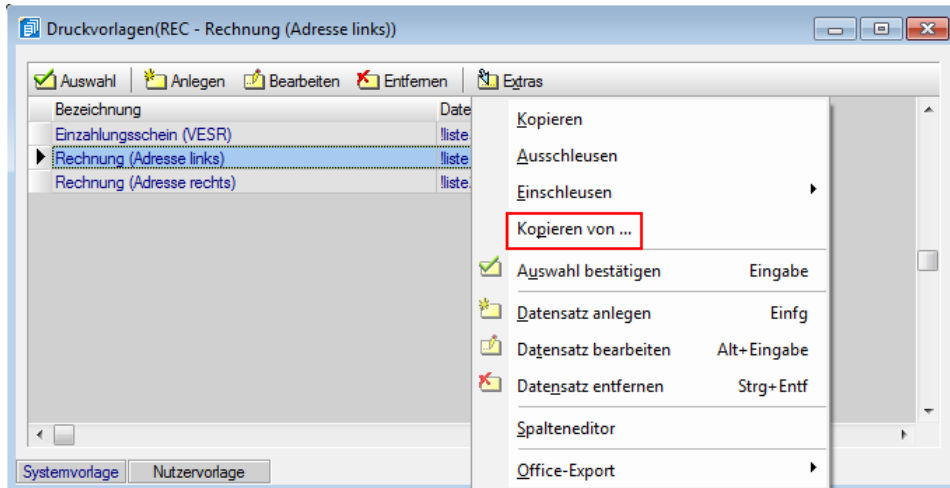 Druckvorlagen(REC - Rechnung (Adresse links))
Auswahl Anlegen Bearbeiten Entfernen Extras
Bezeichnung Date
Einzahlungsschein (VESR) !liste
Rechnung (Adresse links) !liste
Rechnung (Adresse rechts) !liste
Kopieren
Ausschleusen
Einschleusen
Kopieren von ...
Auswahl bestätigen Eingabe
Datensatz anlegen Einfg
Datensatz bearbeiten Alt+Eingabe
Datensatz entfernen Strg+Entf
Spalteneditor
Office-Export
Systemvorlage Nutzervorlage